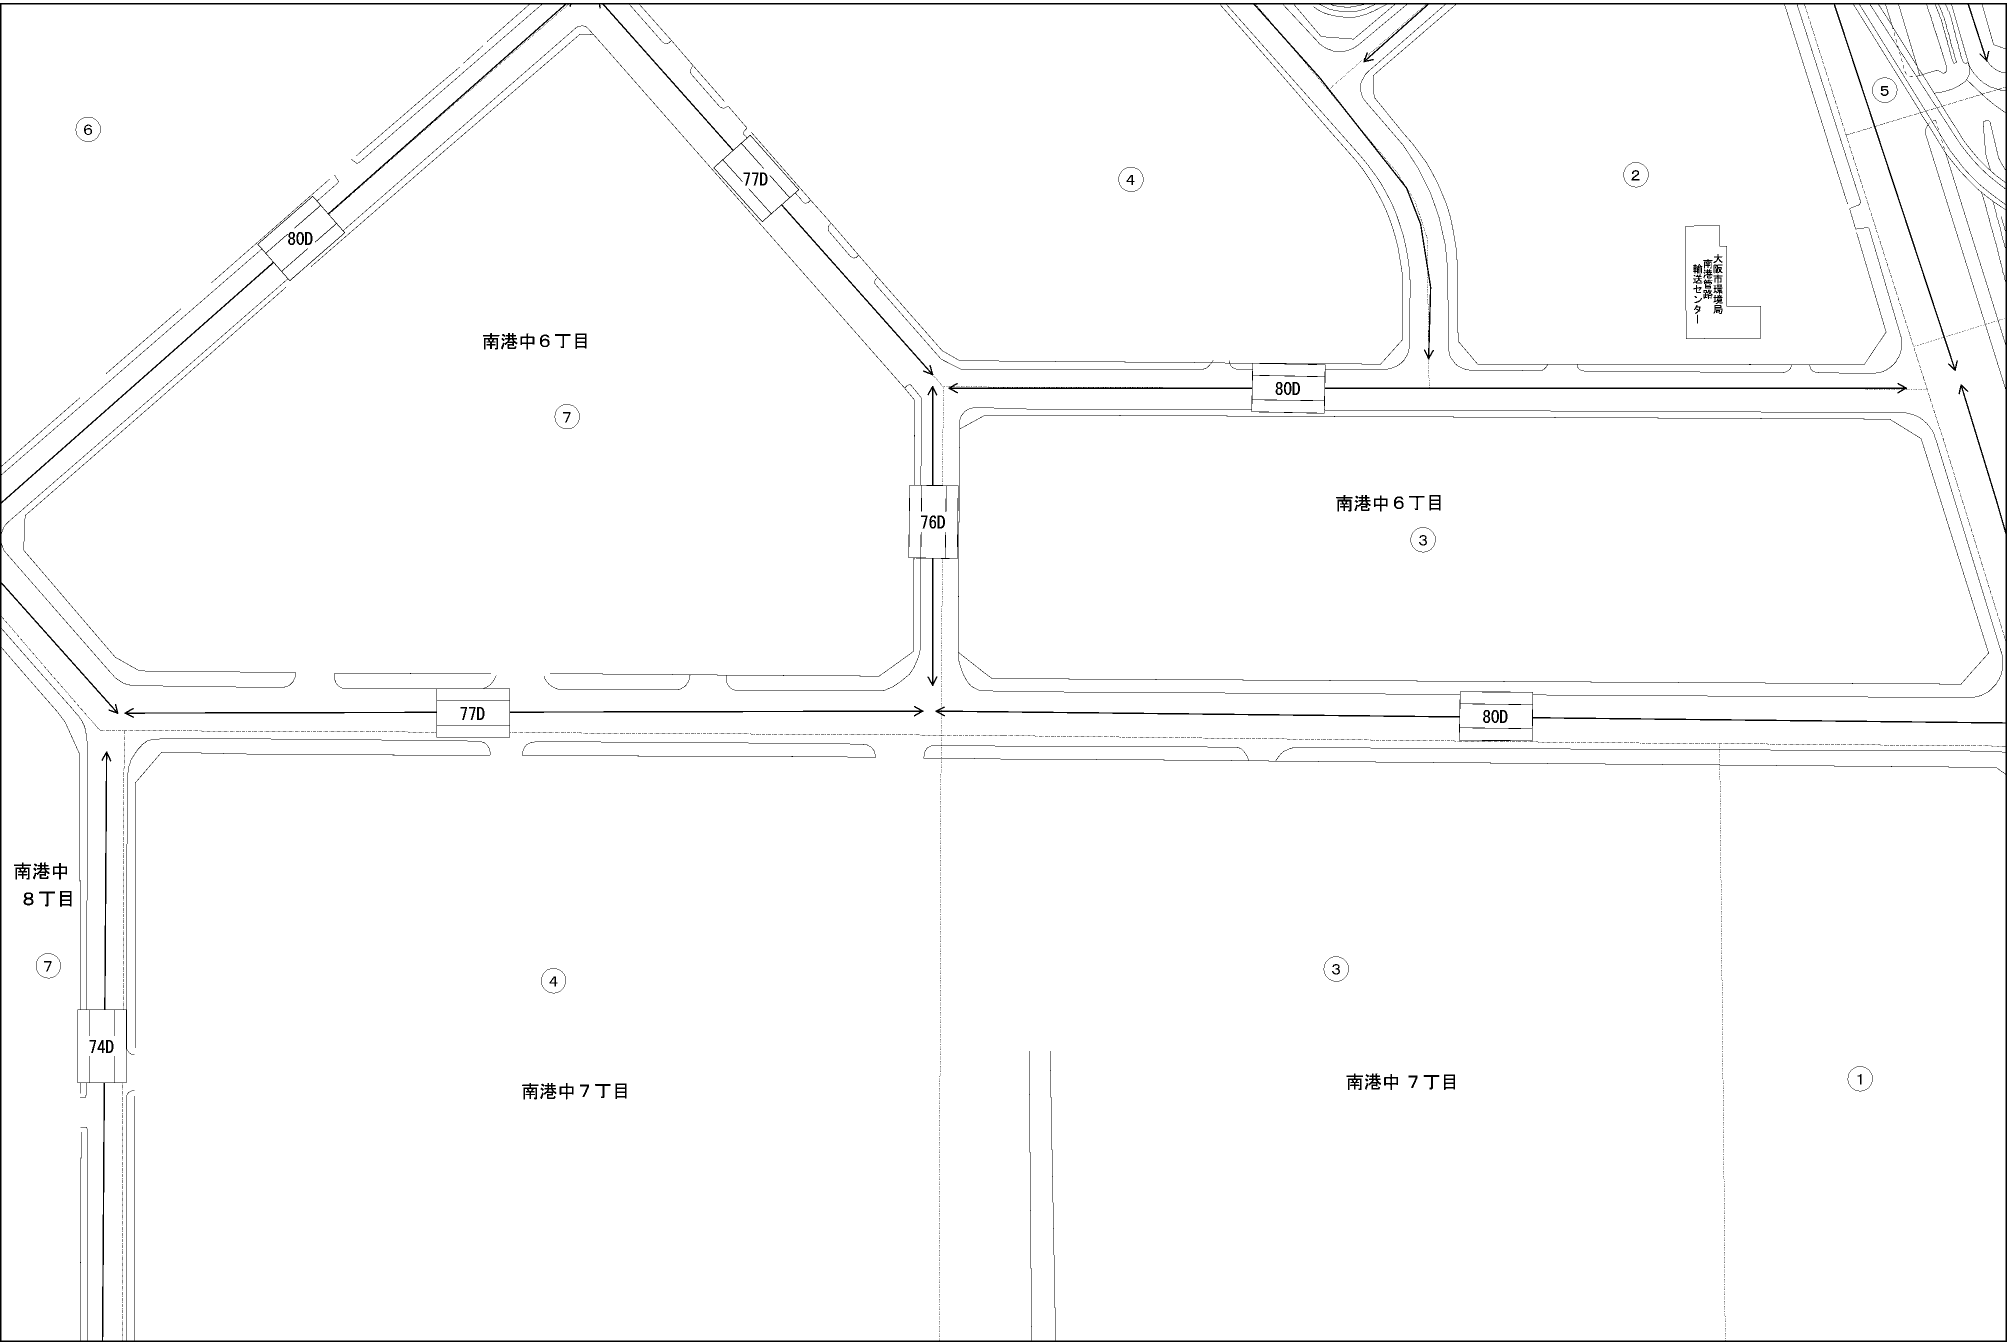 ⑤
⑥
77D
④
②
80D
大阪市環境局
南港管路
輸送センター
南港中６丁目
80D
⑦
南港中６丁目
76D
③
77D
80D
南港中
８丁目
⑦
④
③
74D
南港中７丁目
南港中 ７丁目
①